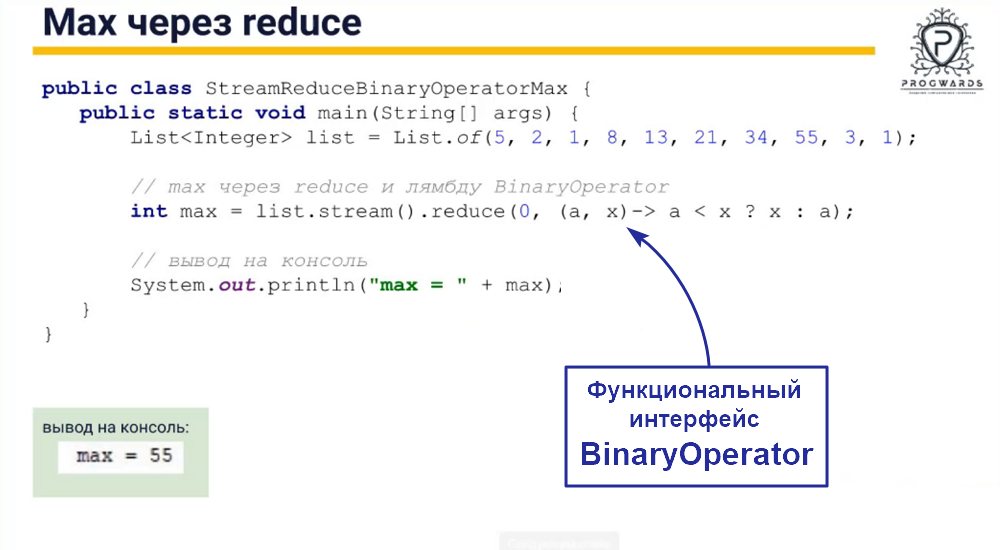 Max через reduce
PROGWARDS
public class StreamReduceBinaryOperatorMax {
public static void main(String[] args) {
List<Integer> list = List.of(5, 2, 1, 8, 13, 21, 34, 55, 3, 1);
// max через reduce и лямбду BinaryOperator
int max = list.stream().reduce(0, (a, x)-> a < x ? x : a);
// вывод на консоль
System.out.println("max = " + max);
}
}
Функциональный
интерфейс
BinaryOperator
вывод на консоль:
max = 55